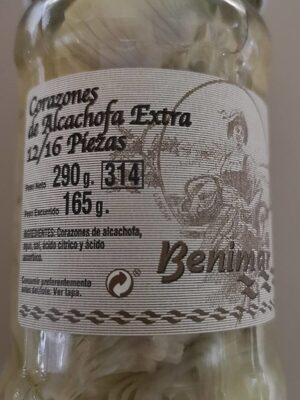 Corazones
de Alcachofa Extra
12/16 Piezas
Peso Neto 290 g. 314
Peso Escurrido 165 g.
INGREDIENTES: Corazones de alcachofa,
agua, sal, ácido cítrico y ácido
ascórbico.
Benimar
Consumir preferentemente
antes del/fin: Ver tapa.